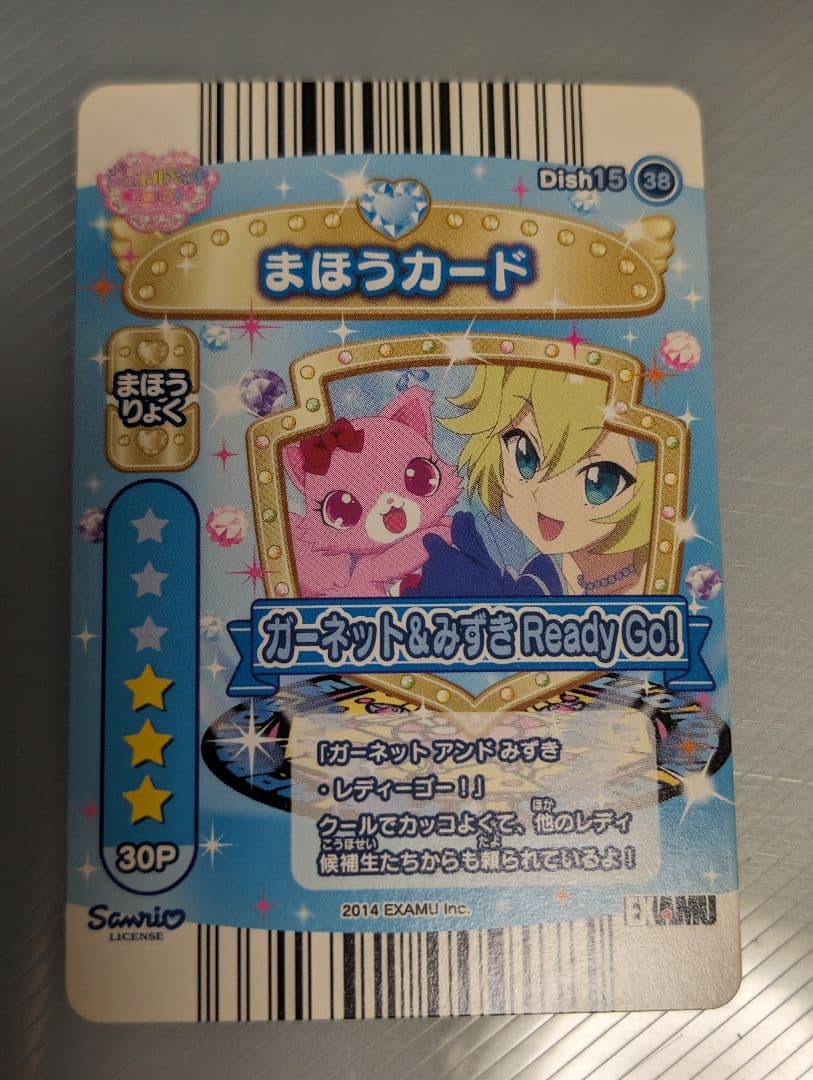 Dish15 38
まほうカード
まほう
りょく
ガーネット&みずき Ready Go!
「ガーネット アンド みずき
・レディーゴー！」
クールでカッコよくて、他のレディ
ほか
候補生たちからも頼られているよ！
こうほせい
たよ
30P
Sanrio
LICENSE
2014 EXAMU Inc.
EXAMU